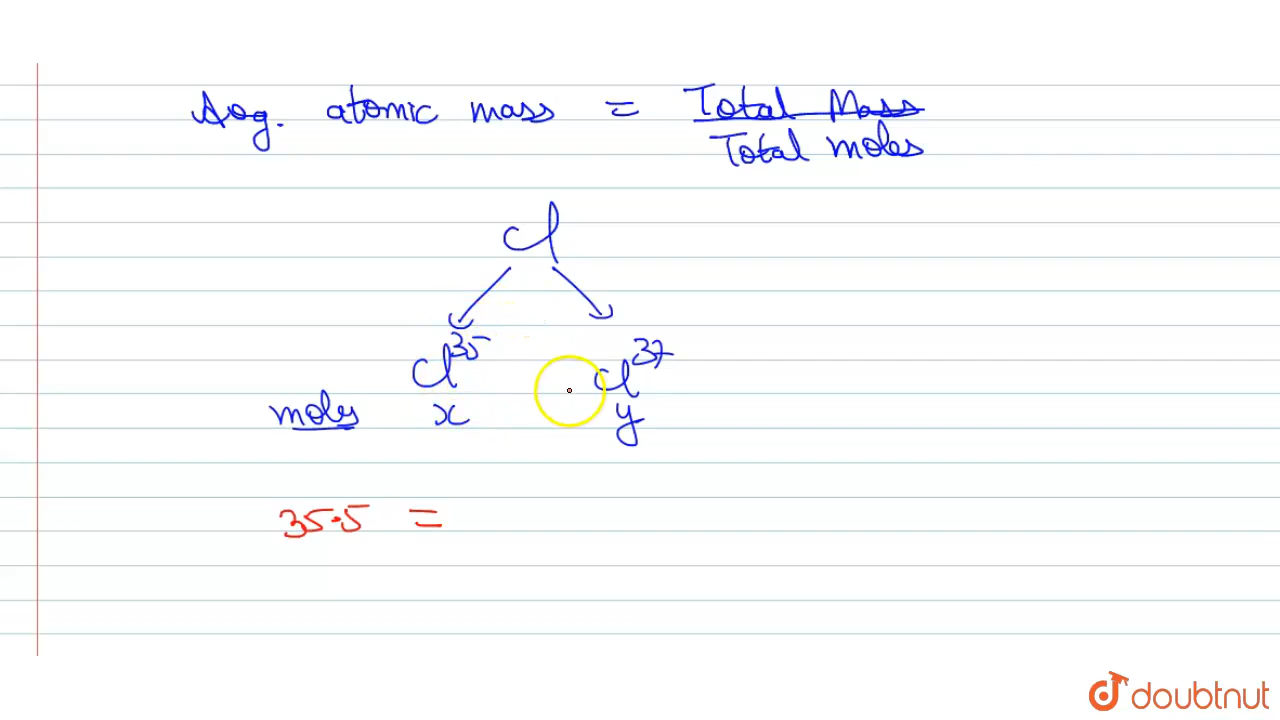 Avg. atomic mass = Total Mass
Total moles
Cl
Cl³⁵ Cl³⁷
moles x y
35.5 =
doubtnut